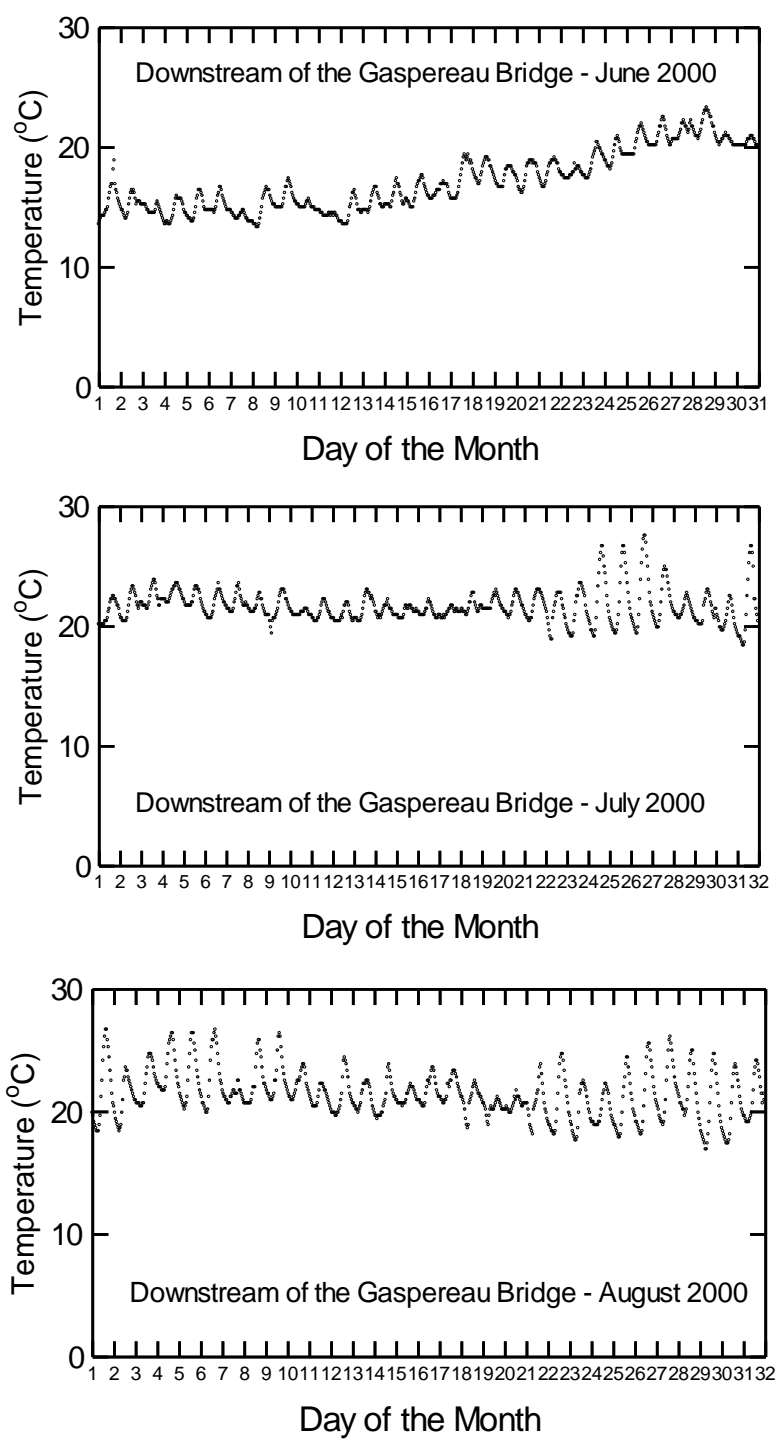 30
Downstream of the Gaspereau Bridge - June 2000
20
Temperature (°C)
10
0
1 2 3 4 5 6 7 8 9 10 11 12 13 14 15 16 17 18 19 20 21 22 23 24 25 26 27 28 29 30 31
Day of the Month
30
20
Temperature (°C)
10
Downstream of the Gaspereau Bridge - July 2000
0
1 2 3 4 5 6 7 8 9 10 11 12 13 14 15 16 17 18 19 20 21 22 23 24 25 26 27 28 29 30 31 32
Day of the Month
30
20
Temperature (°C)
10
Downstream of the Gaspereau Bridge - August 2000
0
1 2 3 4 5 6 7 8 9 10 11 12 13 14 15 16 17 18 19 20 21 22 23 24 25 26 27 28 29 30 31 32
Day of the Month